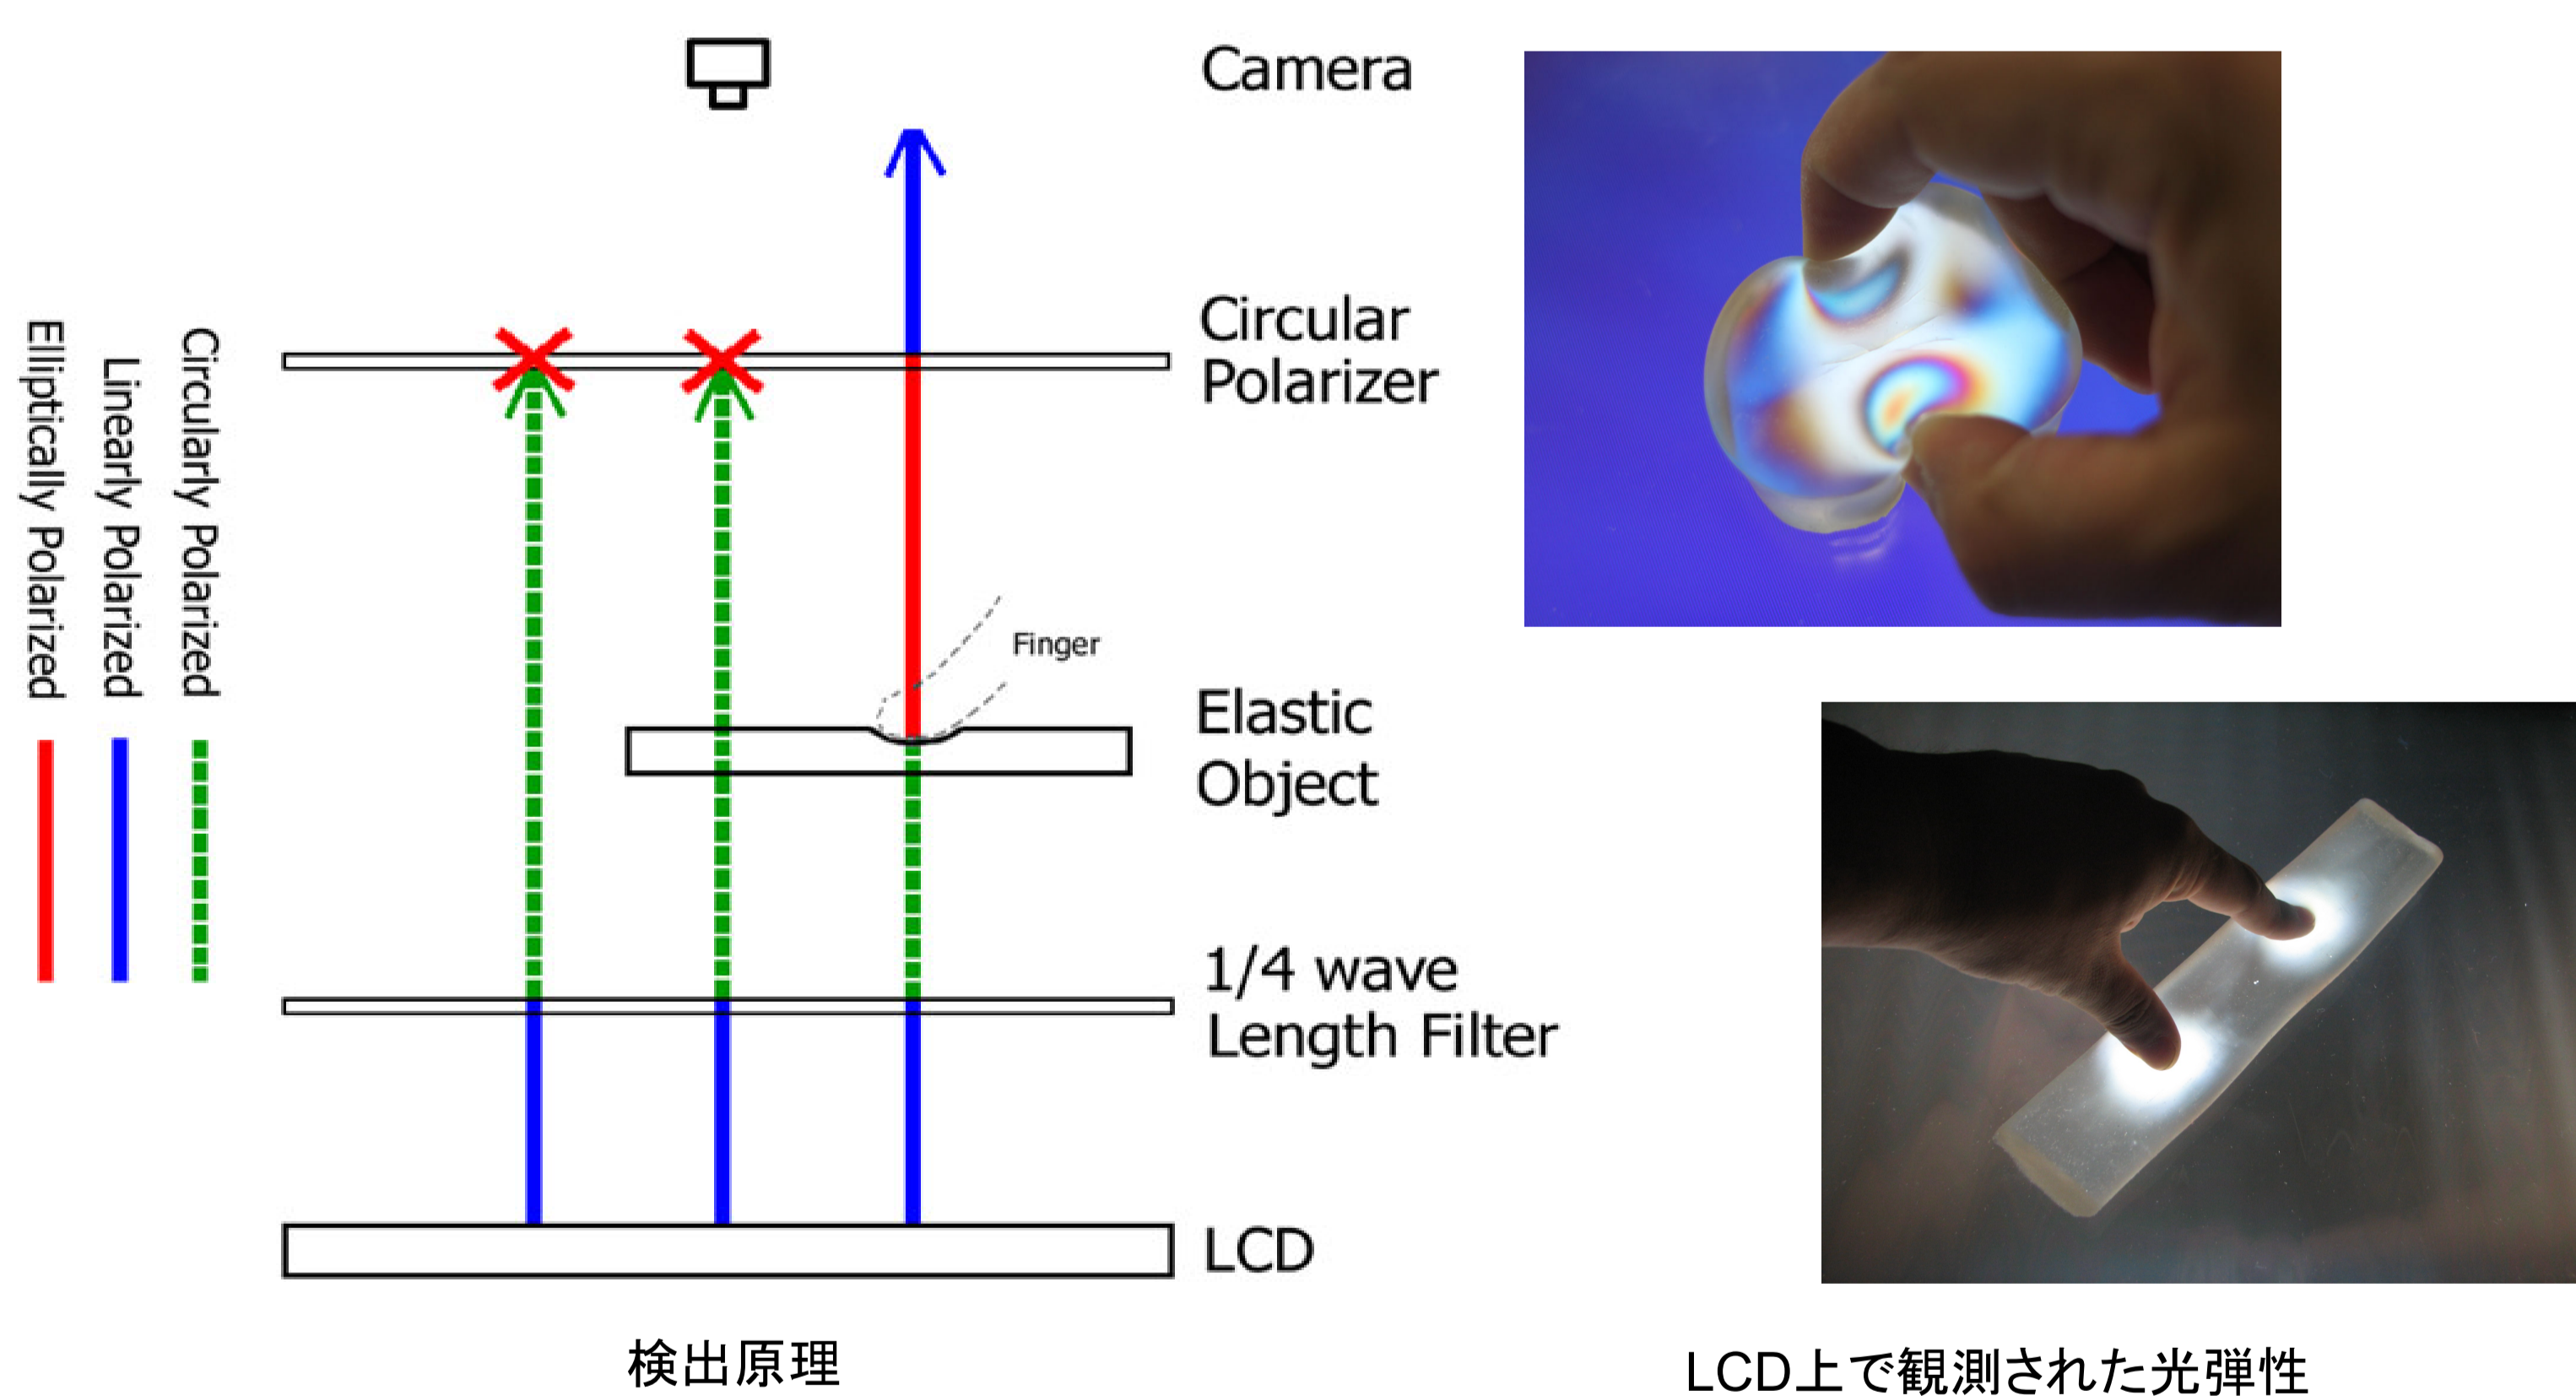 Camera
Circular
Polarizer
Finger
Elastic
Object
1/4 wave
Length Filter
LCD
Elliptically Polarized
Linearly Polarized
Circularly Polarized
検出原理
LCD上で観測された光弾性